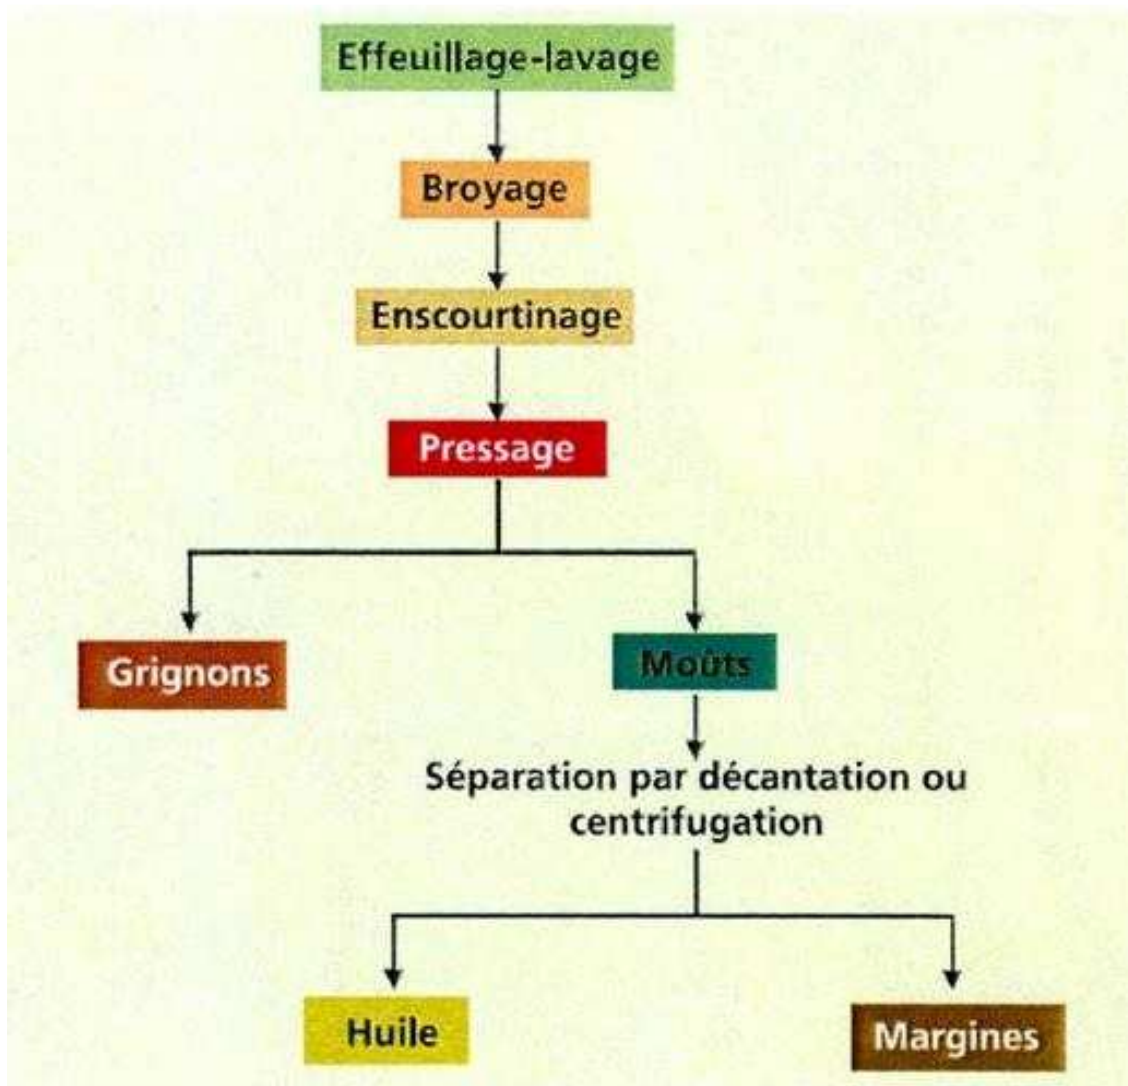 Effeuillage-lavage
Broyage
Enscourtinage
Pressage
Grignons
Moûts
Séparation par décantation ou
centrifugation
Huile
Margines